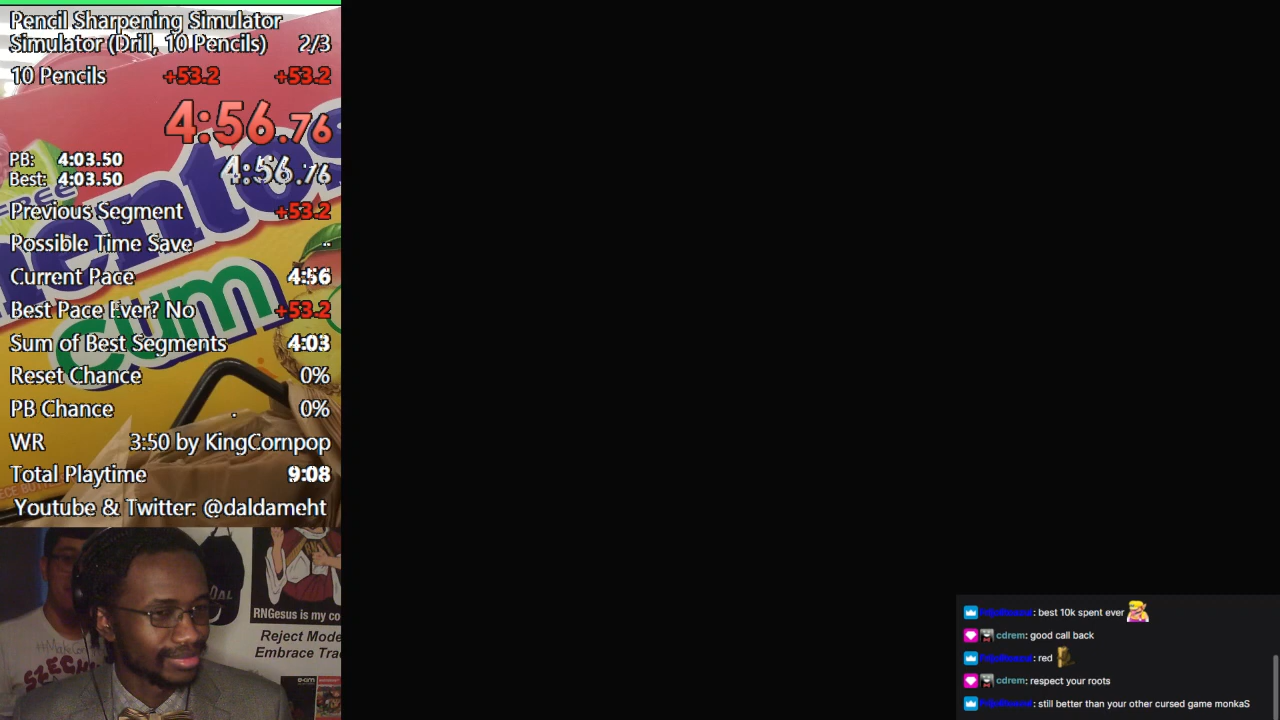 Pencil Sharpening Simulator
Simulator (Drill, 10 Pencils) 2/3
10 Pencils +53.2 +53.2
4:56.76
PB: 4:03.50
Best: 4:03.50
4:56.76
Previous Segment +53.2
Possible Time Save
Current Pace 4:56
Best Pace Ever? No +53.2
Sum of Best Segments 4:03
Reset Chance 0%
PB Chance 0%
WR 3:50 by KingCornpop
Total Playtime 9:08
Youtube & Twitter: @daldameht
FREE
mentos
Gum
RNGesus is my co
Reject Mode
Embrace Tra
: best 10k spent ever
cdrem: good call back
: red
cdrem: respect your roots
: still better than your other cursed game monkaS